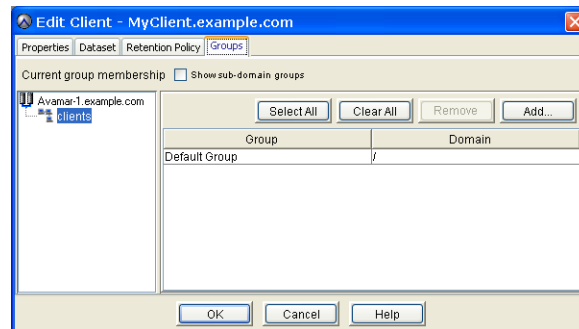 Edit Client - MyClient.example.com
Properties Dataset Retention Policy Groups
Current group membership Show sub-domain groups
Avamar-1.example.com
clients
Select All Clear All Remove Add...
Group Domain
Default Group /
OK Cancel Help